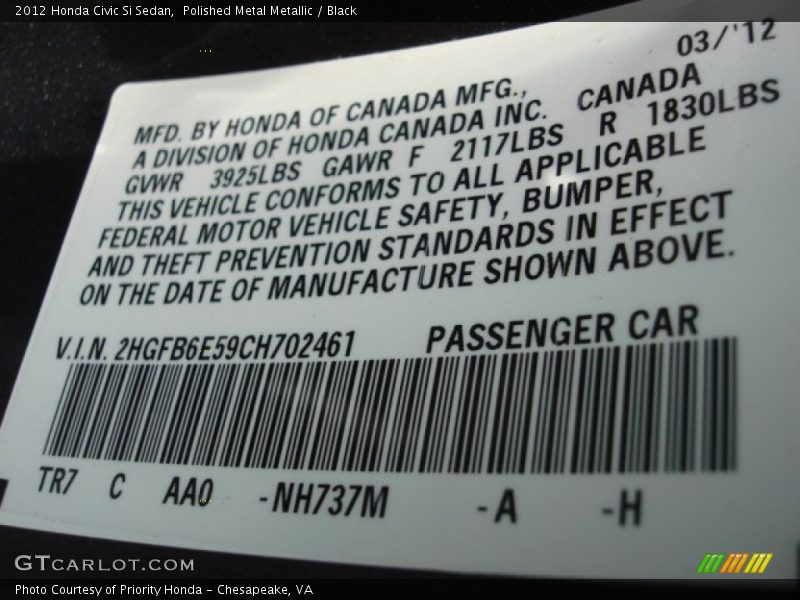 2012 Honda Civic Si Sedan,  Polished Metal Metallic / Black
03/'12
MFD. BY HONDA OF CANADA MFG.,
A DIVISION OF HONDA CANADA INC.   CANADA
GVWR   3925LBS   GAWR  F   2117LBS   R   1830LBS
THIS VEHICLE CONFORMS TO ALL APPLICABLE
FEDERAL MOTOR VEHICLE SAFETY, BUMPER,
AND THEFT PREVENTION STANDARDS IN EFFECT
ON THE DATE OF MANUFACTURE SHOWN ABOVE.
V.I.N. 2HGFB6E59CH702461   PASSENGER CAR
TR7   C   AA0   -NH737M   -A   -H
GTCARLOT.COM
Photo Courtesy of Priority Honda - Chesapeake, VA